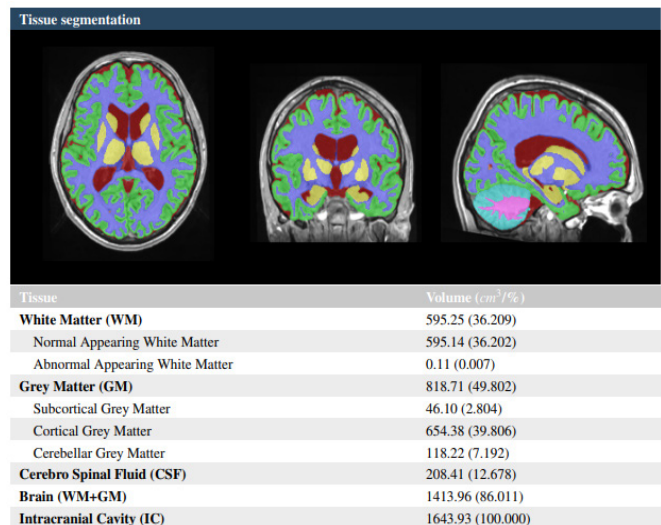 Tissue segmentation
Tissue Volume (cm³/%)
White Matter (WM) 595.25 (36.209)
Normal Appearing White Matter 595.14 (36.202)
Abnormal Appearing White Matter 0.11 (0.007)
Grey Matter (GM) 818.71 (49.802)
Subcortical Grey Matter 46.10 (2.804)
Cortical Grey Matter 654.38 (39.806)
Cerebellar Grey Matter 118.22 (7.192)
Cerebro Spinal Fluid (CSF) 208.41 (12.678)
Brain (WM+GM) 1413.96 (86.011)
Intracranial Cavity (IC) 1643.93 (100.000)